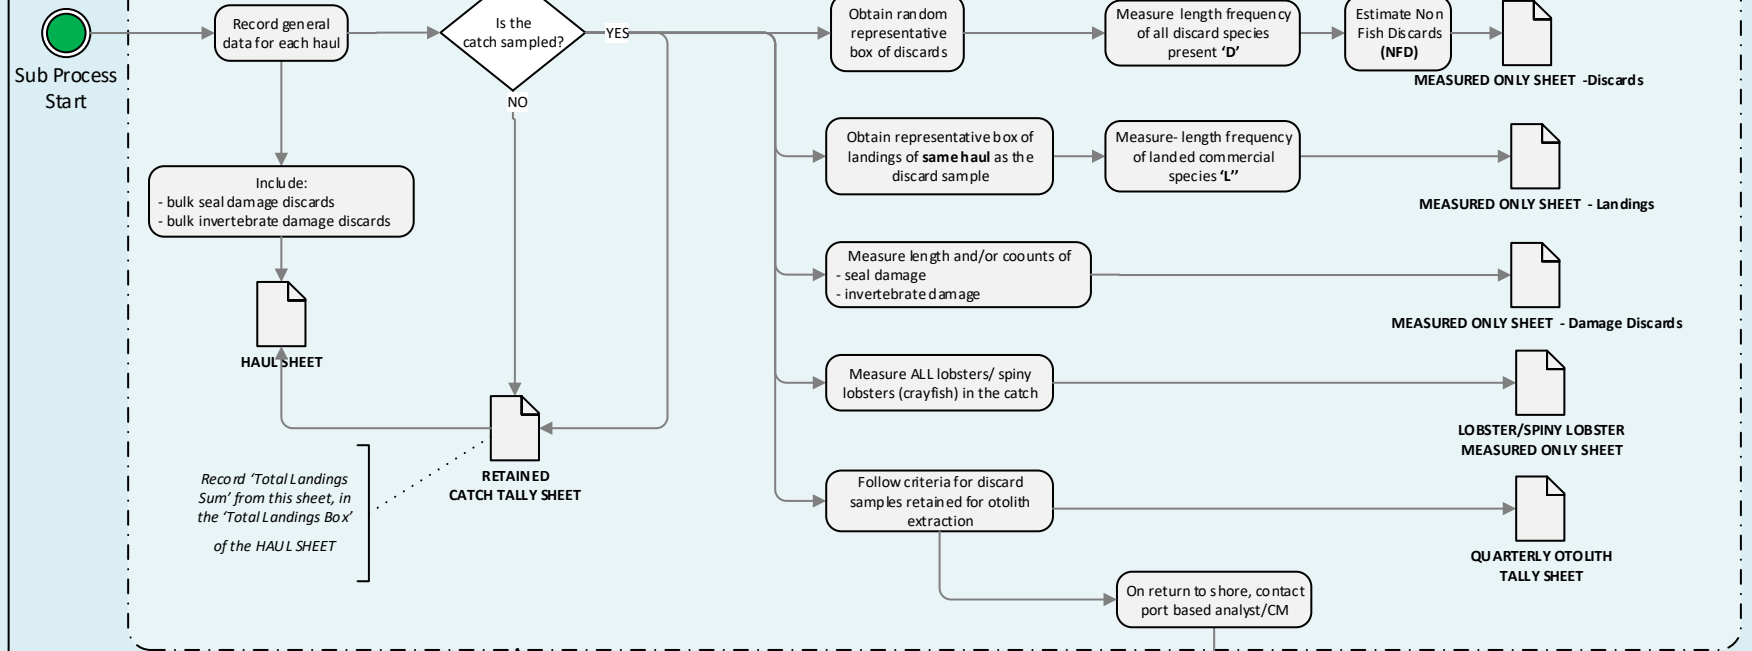 Sub Process
Start
Record general
data for each haul
Is the
catch sampled?
YES
NO
Include:
- bulk seal damage discards
- bulk invertebrate damage discards
HAUL SHEET
RETAINED
CATCH TALLY SHEET
Record ‘Total Landings
Sum’ from this sheet, in
the ‘Total Landings Box’
of the HAUL SHEET
Obtain random
representative
box of discards
Measure length frequency
of all discard species
present ‘D’
Estimate Non
Fish Discards
(NFD)
MEASURED ONLY SHEET -Discards
Obtain representative box of
landings of same haul as the
discard sample
Measure- length frequency
of landed commercial
species ‘L’’
MEASURED ONLY SHEET - Landings
Measure length and/or coounts of
- seal damage
- invertebrate damage
MEASURED ONLY SHEET - Damage Discards
Measure ALL lobsters/ spiny
lobsters (crayfish) in the catch
LOBSTER/SPINY LOBSTER
MEASURED ONLY SHEET
Follow criteria for discard
samples retained for otolith
extraction
QUARTERLY OTOLITH
TALLY SHEET
On return to shore, contact
port based analyst/CM